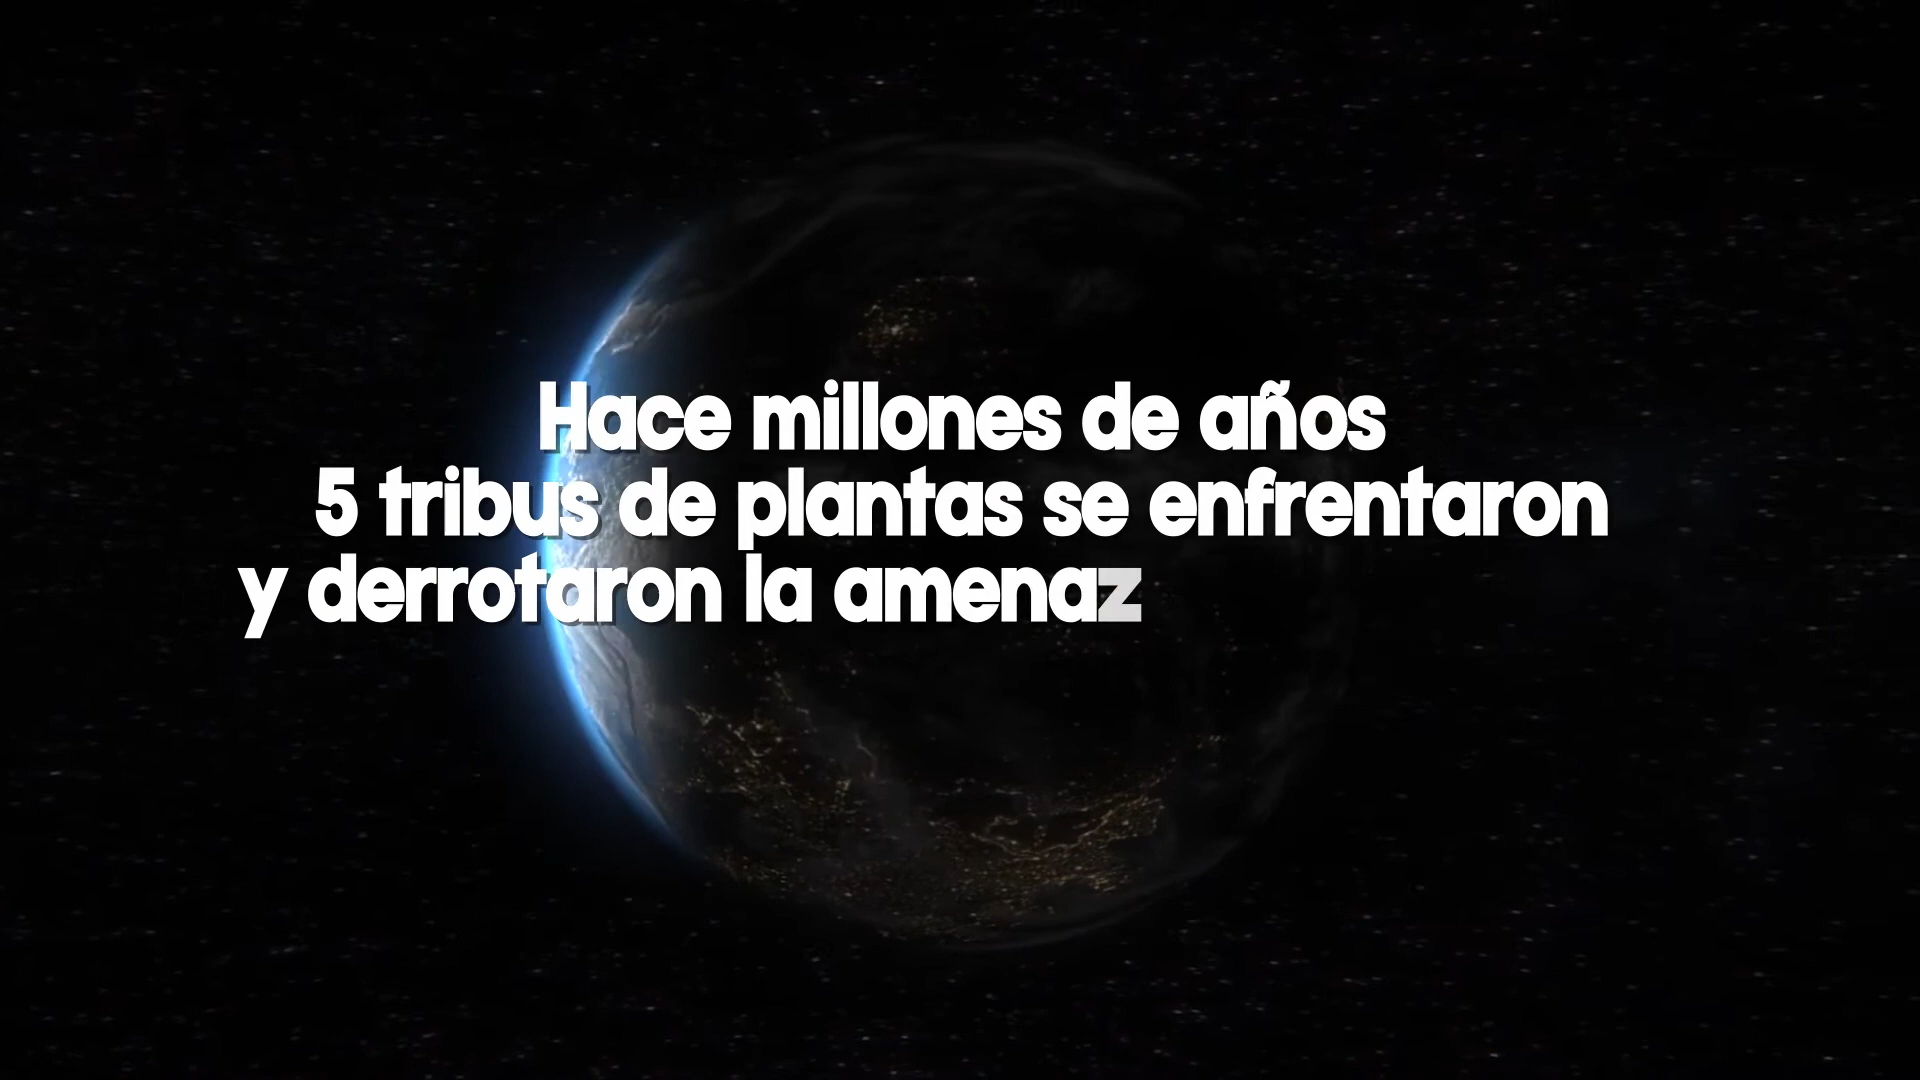 Hace millones de años
5 tribus de plantas se enfrentaron
y derrotaron la amenaz